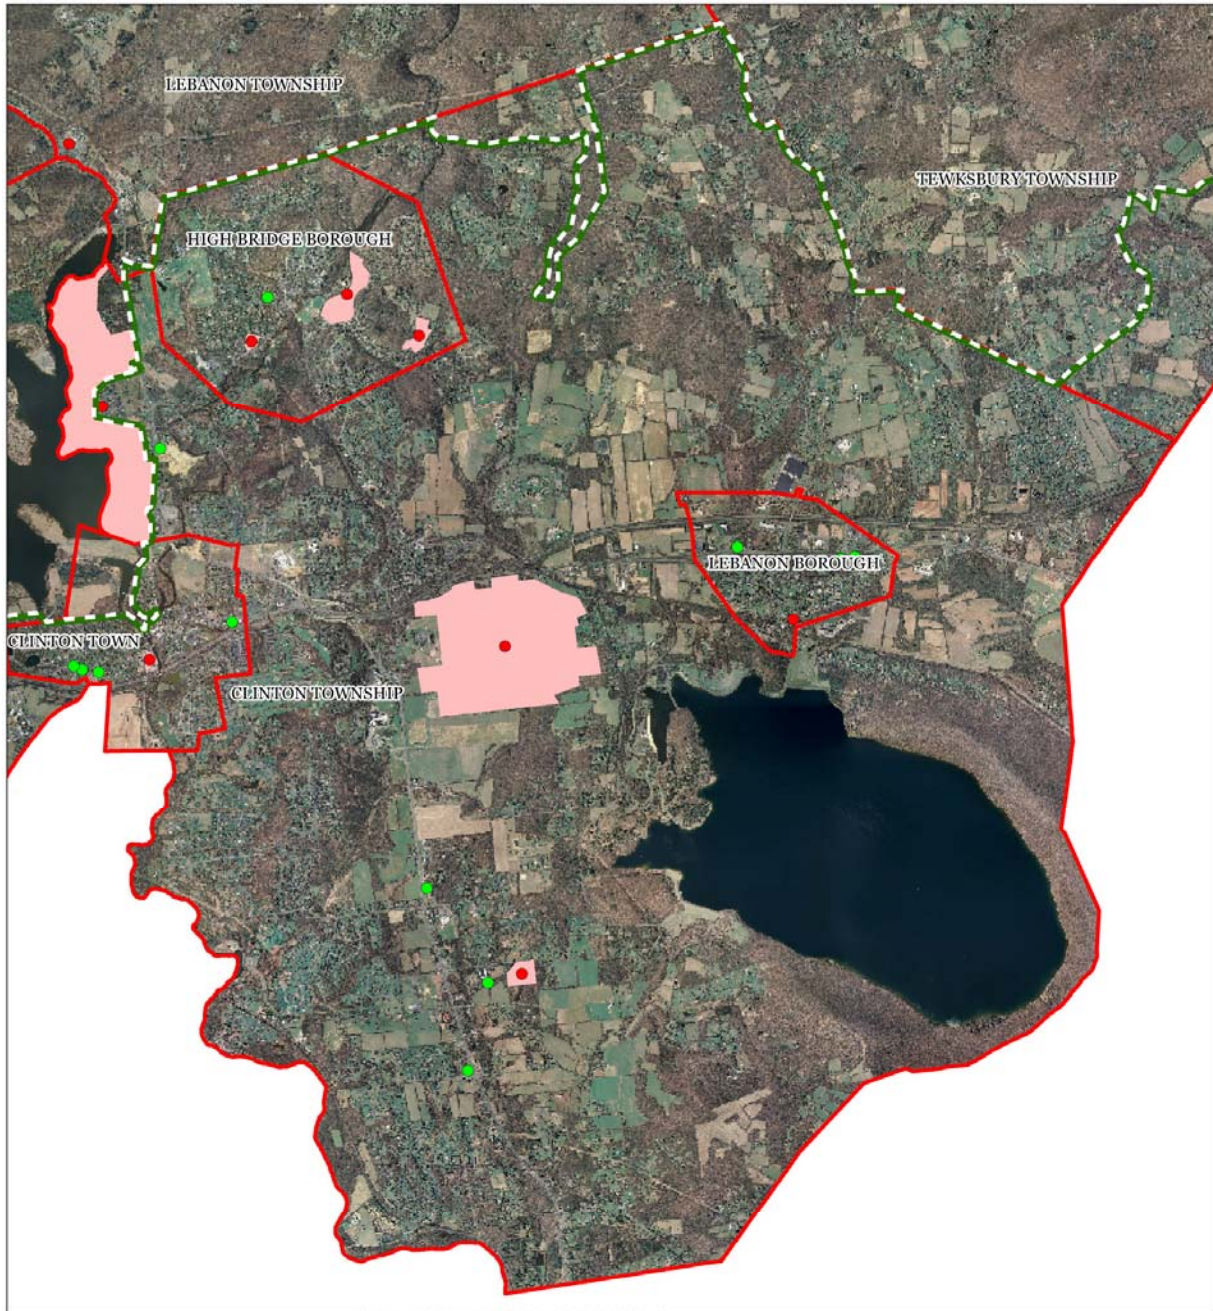 LEBANON TOWNSHIP
TEWKSBURY TOWNSHIP
HIGH BRIDGE BOROUGH
LEBANON BOROUGH
CLINTON TOWN
CLINTON TOWNSHIP